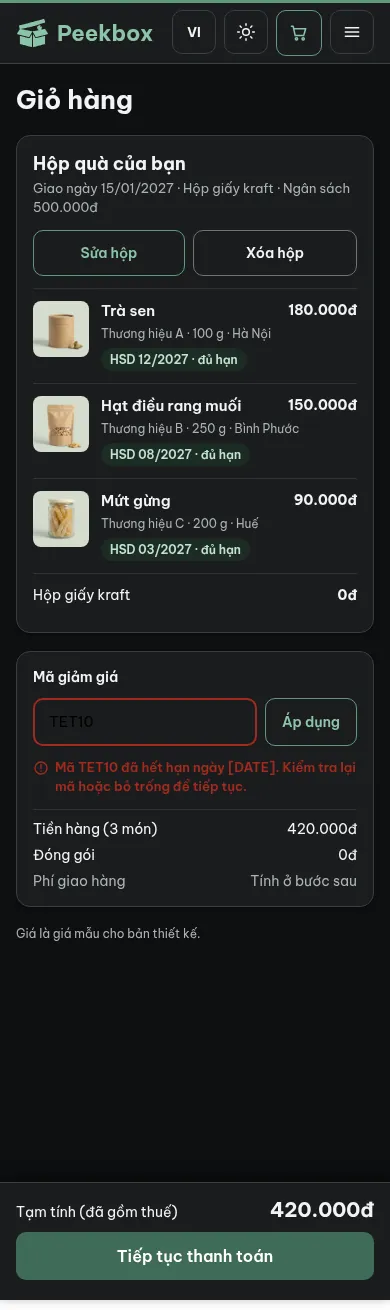 Peekbox
VI
Giỏ hàng
Hộp quà của bạn
Giao ngày 15/01/2027 · Hộp giấy kraft · Ngân sách
500.000đ
Sửa hộp
Xóa hộp
Trà sen
180.000đ
Thương hiệu A · 100 g · Hà Nội
HSD 12/2027 · đủ hạn
Hạt điều rang muối
150.000đ
Thương hiệu B · 250 g · Bình Phước
HSD 08/2027 · đủ hạn
Mứt gừng
90.000đ
Thương hiệu C · 200 g · Huế
HSD 03/2027 · đủ hạn
Hộp giấy kraft
0đ
Mã giảm giá
TET10
Áp dụng
Mã TET10 đã hết hạn ngày [DATE]. Kiểm tra lại
mã hoặc bỏ trống để tiếp tục.
Tiền hàng (3 món)
420.000đ
Đóng gói
0đ
Phí giao hàng
Tính ở bước sau
Giá là giá mẫu cho bản thiết kế.
Tạm tính (đã gồm thuế)
420.000đ
Tiếp tục thanh toán